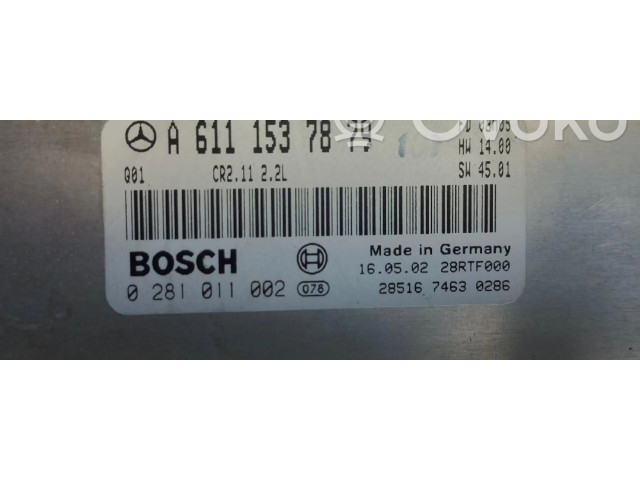 A 611 153 78 79
HW 14.00
Q01 CR2.11 2.2L SW 45.01
BOSCH Made in Germany
16.05.02 28RTF000
0 281 011 002 078 28516 7463 0286